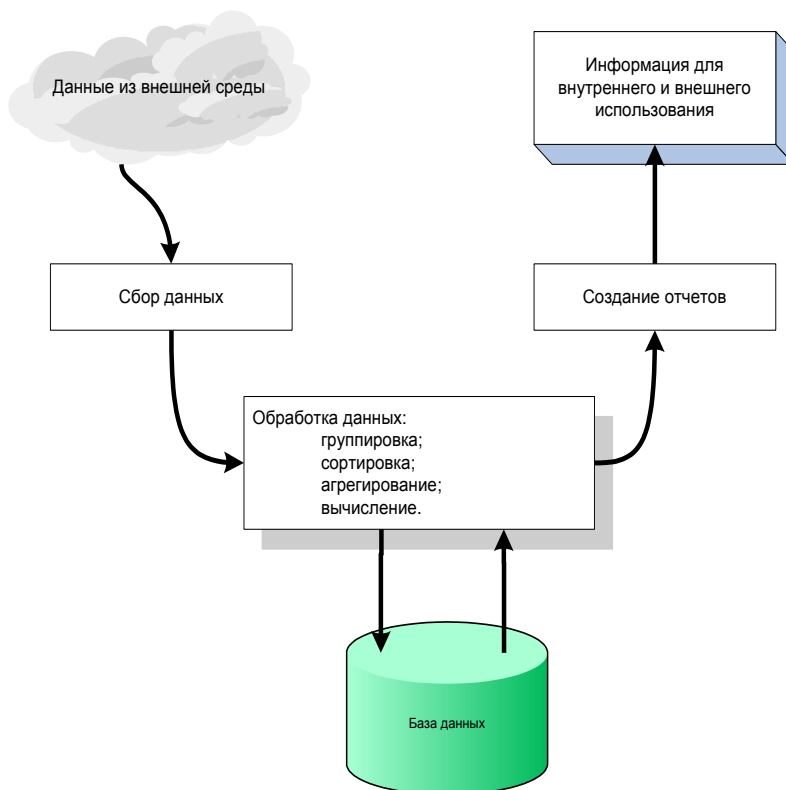 Данные из внешней среды
Информация для
внутреннего и внешнего
использования
Сбор данных
Создание отчетов
Обработка данных:
группировка;
сортировка;
агрегирование;
вычисление.
База данных